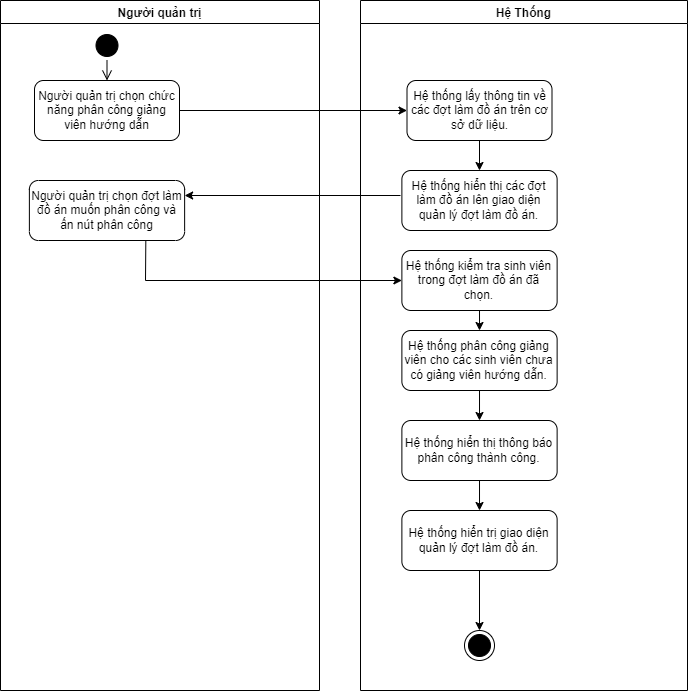 Người quản trị
Hệ Thống
Người quản trị chọn chức
năng phân công giảng
viên hướng dẫn
Hệ thống lấy thông tin về
các đợt làm đồ án trên cơ
sở dữ liệu.
Hệ thống hiển thị các đợt
làm đồ án lên giao diện
quản lý đợt làm đồ án.
Người quản trị chọn đợt làm
đồ án muốn phân công và
ấn nút phân công
Hệ thống kiểm tra sinh viên
trong đợt làm đồ án đã
chọn.
Hệ thống phân công giảng
viên cho các sinh viên chưa
có giảng viên hướng dẫn.
Hệ thống hiển thị thông báo
phân công thành công.
Hệ thống hiển trị giao diện
quản lý đợt làm đồ án.